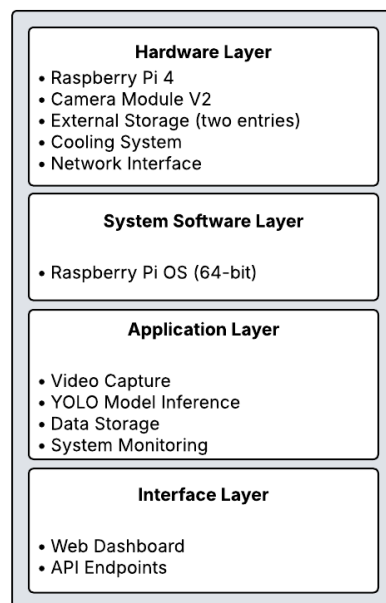 Hardware Layer
• Raspberry Pi 4
• Camera Module V2
• External Storage (two entries)
• Cooling System
• Network Interface
System Software Layer
• Raspberry Pi OS (64-bit)
Application Layer
• Video Capture
• YOLO Model Inference
• Data Storage
• System Monitoring
Interface Layer
• Web Dashboard
• API Endpoints